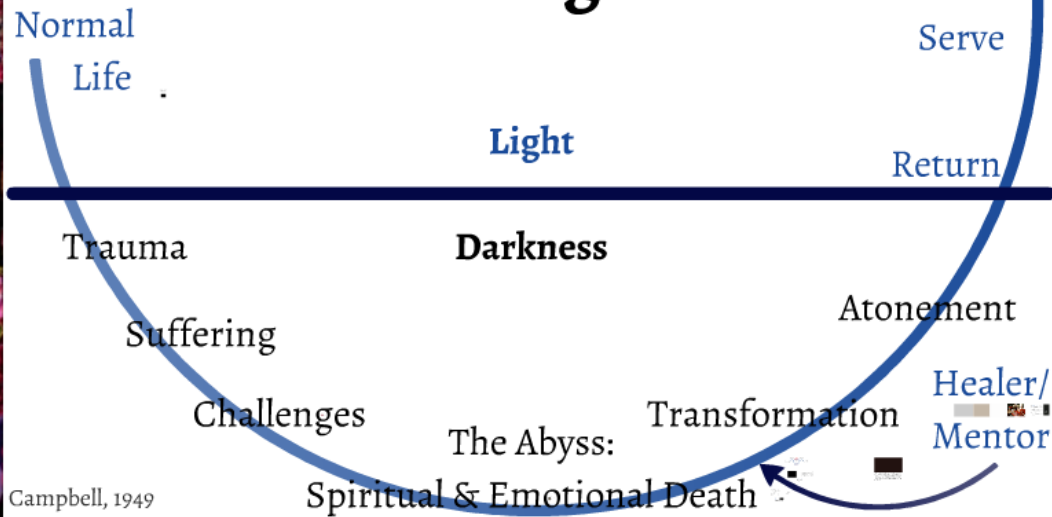 Normal
Life
Serve
Light
Return
Trauma
Darkness
Suffering
Atonement
Challenges
Transformation
Healer/
Mentor
The Abyss:
Spiritual & Emotional Death
Campbell, 1949